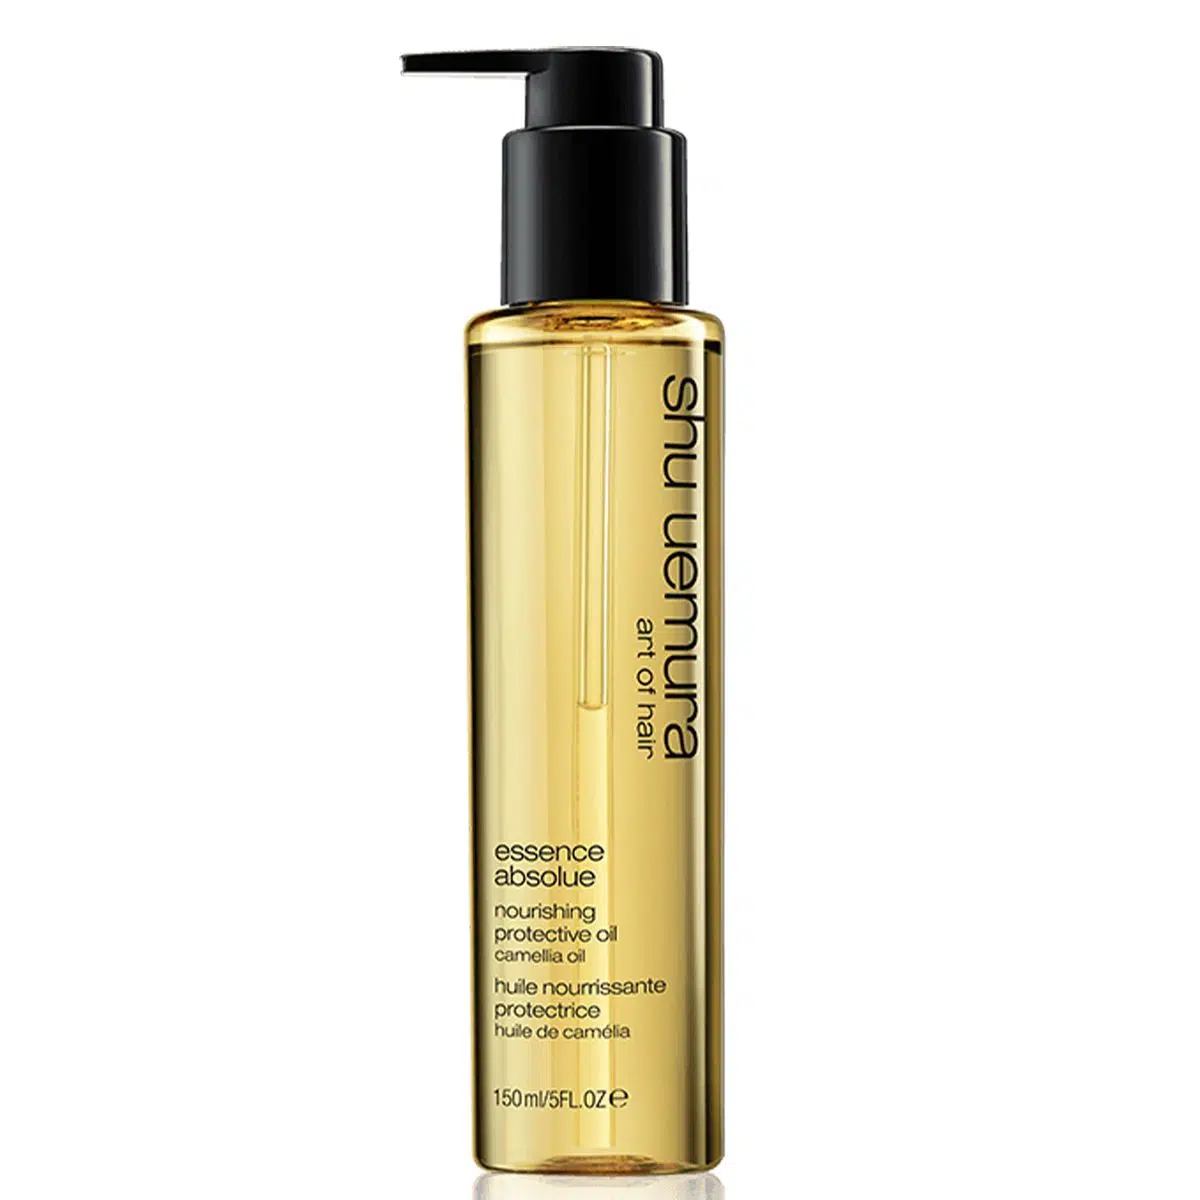 shu uemura
art of hair
essence
absolue
nourishing
protective oil
camellia oil
huile nourrissante
protectrice
huile de camélia
150ml/5FL.OZ℮